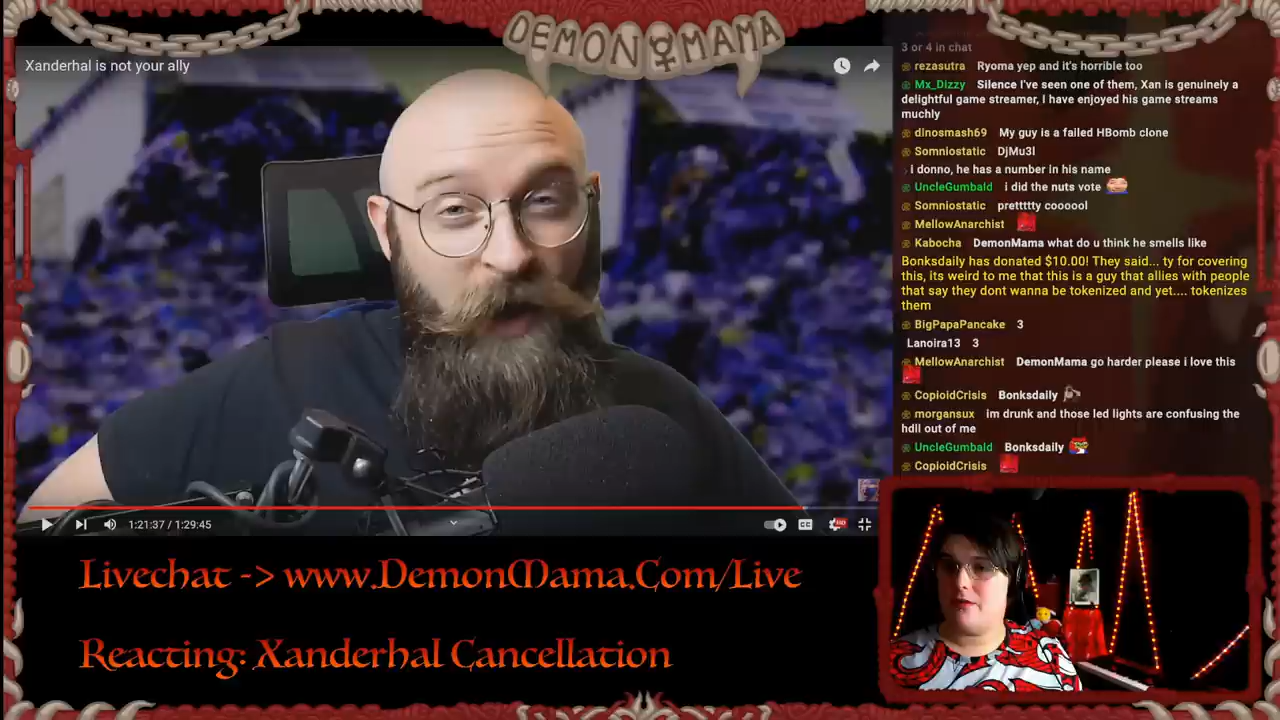 DEMON MAMA
Xanderhal is not your ally
1:21:37 / 1:29:45
CC
HD
3 or 4 in chat
rezasutra Ryoma yep and it's horrible too
Mx_Dizzy Silence I've seen one of them, Xan is genuinely a
delightful game streamer, I have enjoyed his game streams
muchly
dinosmash69 My guy is a failed HBomb clone
Somniostatic DjMu3l
i donno, he has a number in his name
UncleGumbald i did the nuts vote
Somniostatic prettttty coooool
MellowAnarchist
Kabocha DemonMama what do u think he smells like
Bonksdaily has donated $10.00! They said... ty for covering
this, its weird to me that this is a guy that allies with people
that say they dont wanna be tokenized and yet.... tokenizes
them
BigPapaPancake 3
Lanoira13 3
MellowAnarchist DemonMama go harder please i love this
CopioidCrisis Bonksdaily
morgansux im drunk and those led lights are confusing the
hdll out of me
UncleGumbald Bonksdaily
CopioidCrisis
Livechat -> www.DemonMama.Com/Live
Reacting: Xanderhal Cancellation